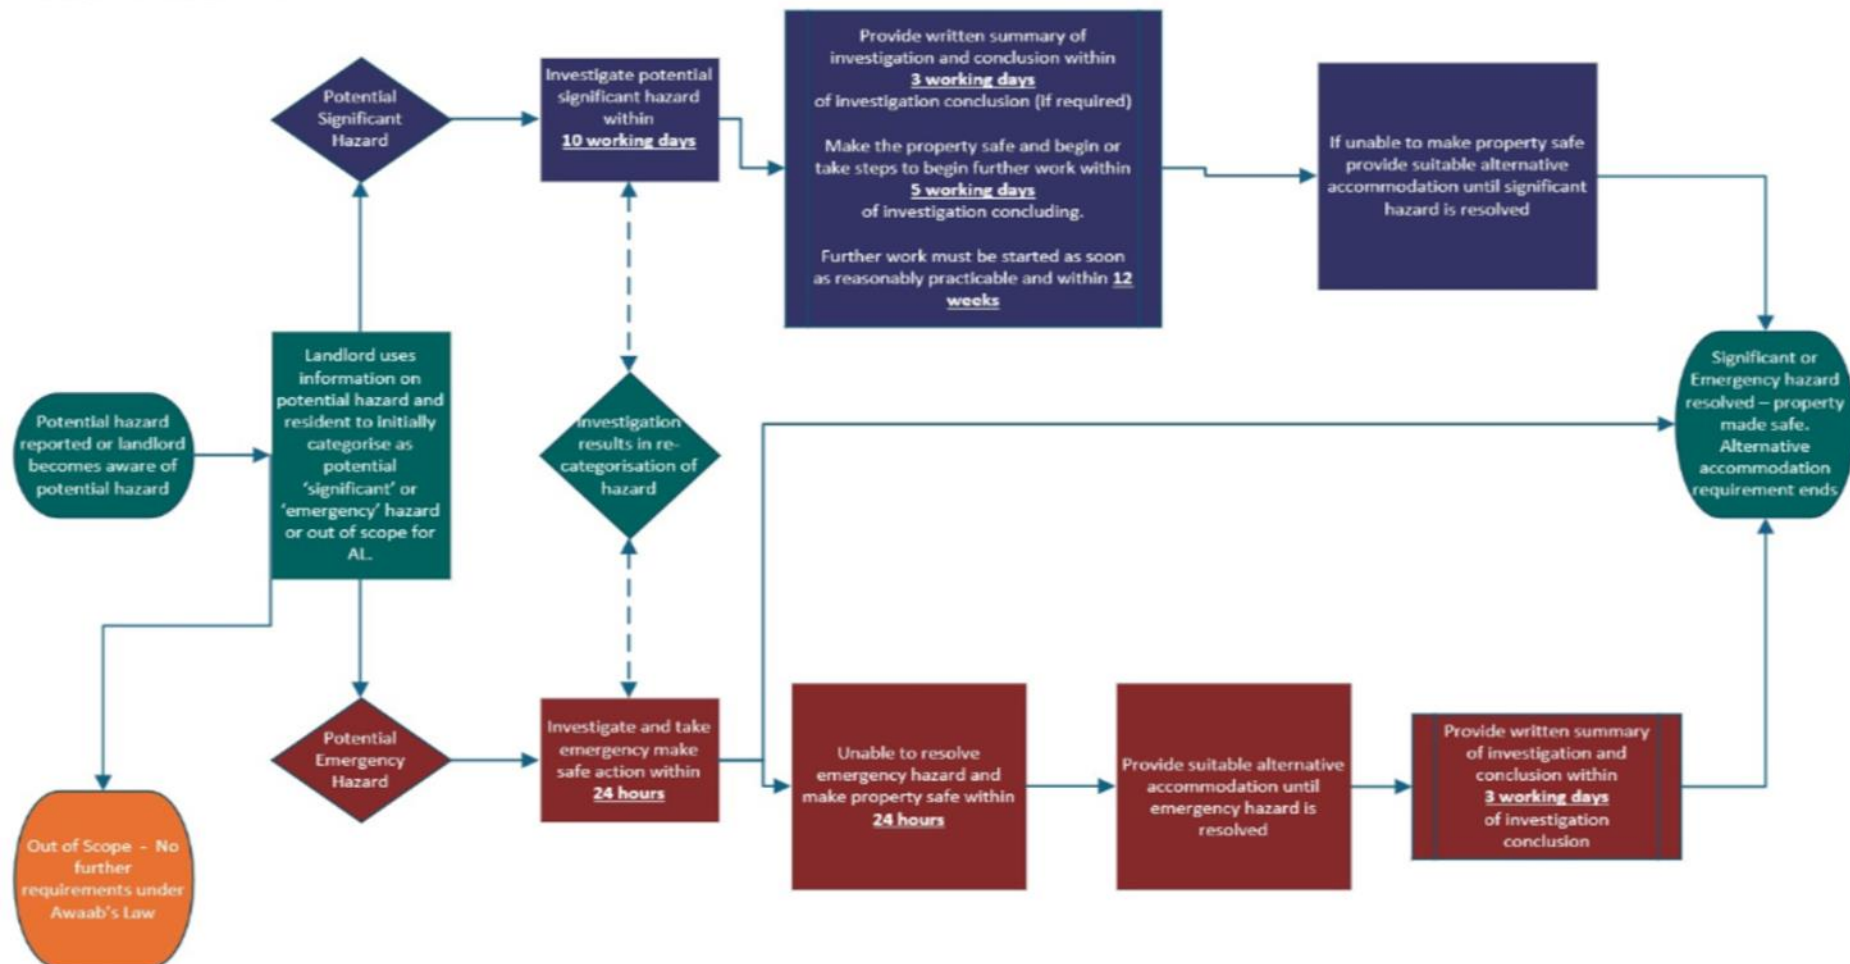 Potential
Significant
Hazard
Investigate potential
significant hazard
within
10 working days
Provide written summary of
investigation and conclusion within
3 working days
of investigation conclusion (if required)
Make the property safe and begin or
take steps to begin further work within
5 working days
of investigation concluding.
Further work must be started as soon
as reasonably practicable and within 12
weeks
If unable to make property safe
provide suitable alternative
accommodation until significant
hazard is resolved
Potential hazard
reported or landlord
becomes aware of
potential hazard
Landlord uses
information on
potential hazard and
resident to initially
categorise as
potential
‘significant’ or
‘emergency’ hazard
or out of scope for
AL.
Investigation
results in re-
categorisation of
hazard
Significant or
Emergency hazard
resolved – property
made safe.
Alternative
accommodation
requirement ends
Potential
Emergency
Hazard
Investigate and take
emergency make
safe action within
24 hours
Unable to resolve
emergency hazard and
make property safe within
24 hours
Provide suitable alternative
accommodation until
emergency hazard is
resolved
Provide written summary
of investigation and
conclusion within
3 working days
of investigation
conclusion
Out of Scope - No
further
requirements under
Awaab's Law